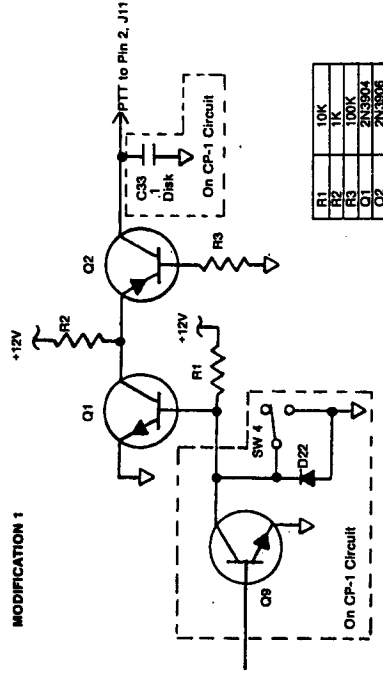 MODIFICATION 1
+12V
R2
Q1
Q2
PTT to Pin 2, J11
C33
.1
Disk
On CP-1 Circuit
R3
+12V
R1
SW 4
D22
Q9
On CP-1 Circuit
R1 10K
R2 1K
R3 100K
Q1 2N3904
Q2 2N3906